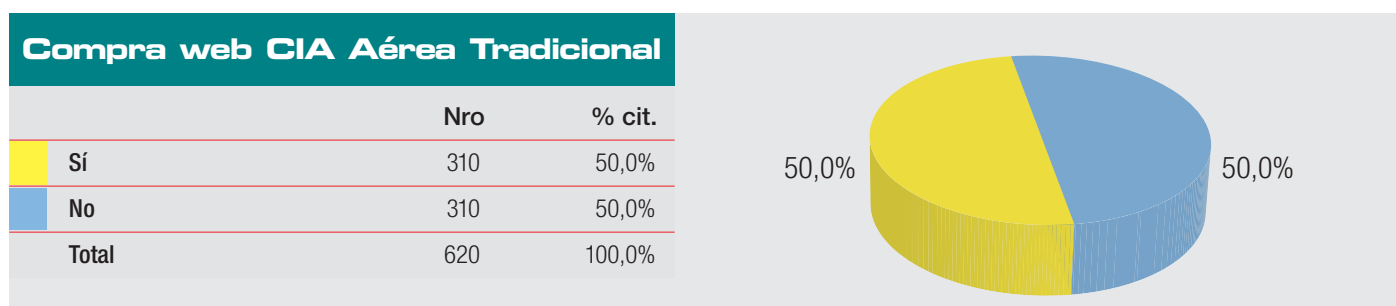 Compra web CIA Aérea Tradicional
Nro % cit.
Sí 310 50,0%
No 310 50,0%
Total 620 100,0%
50,0% 50,0%